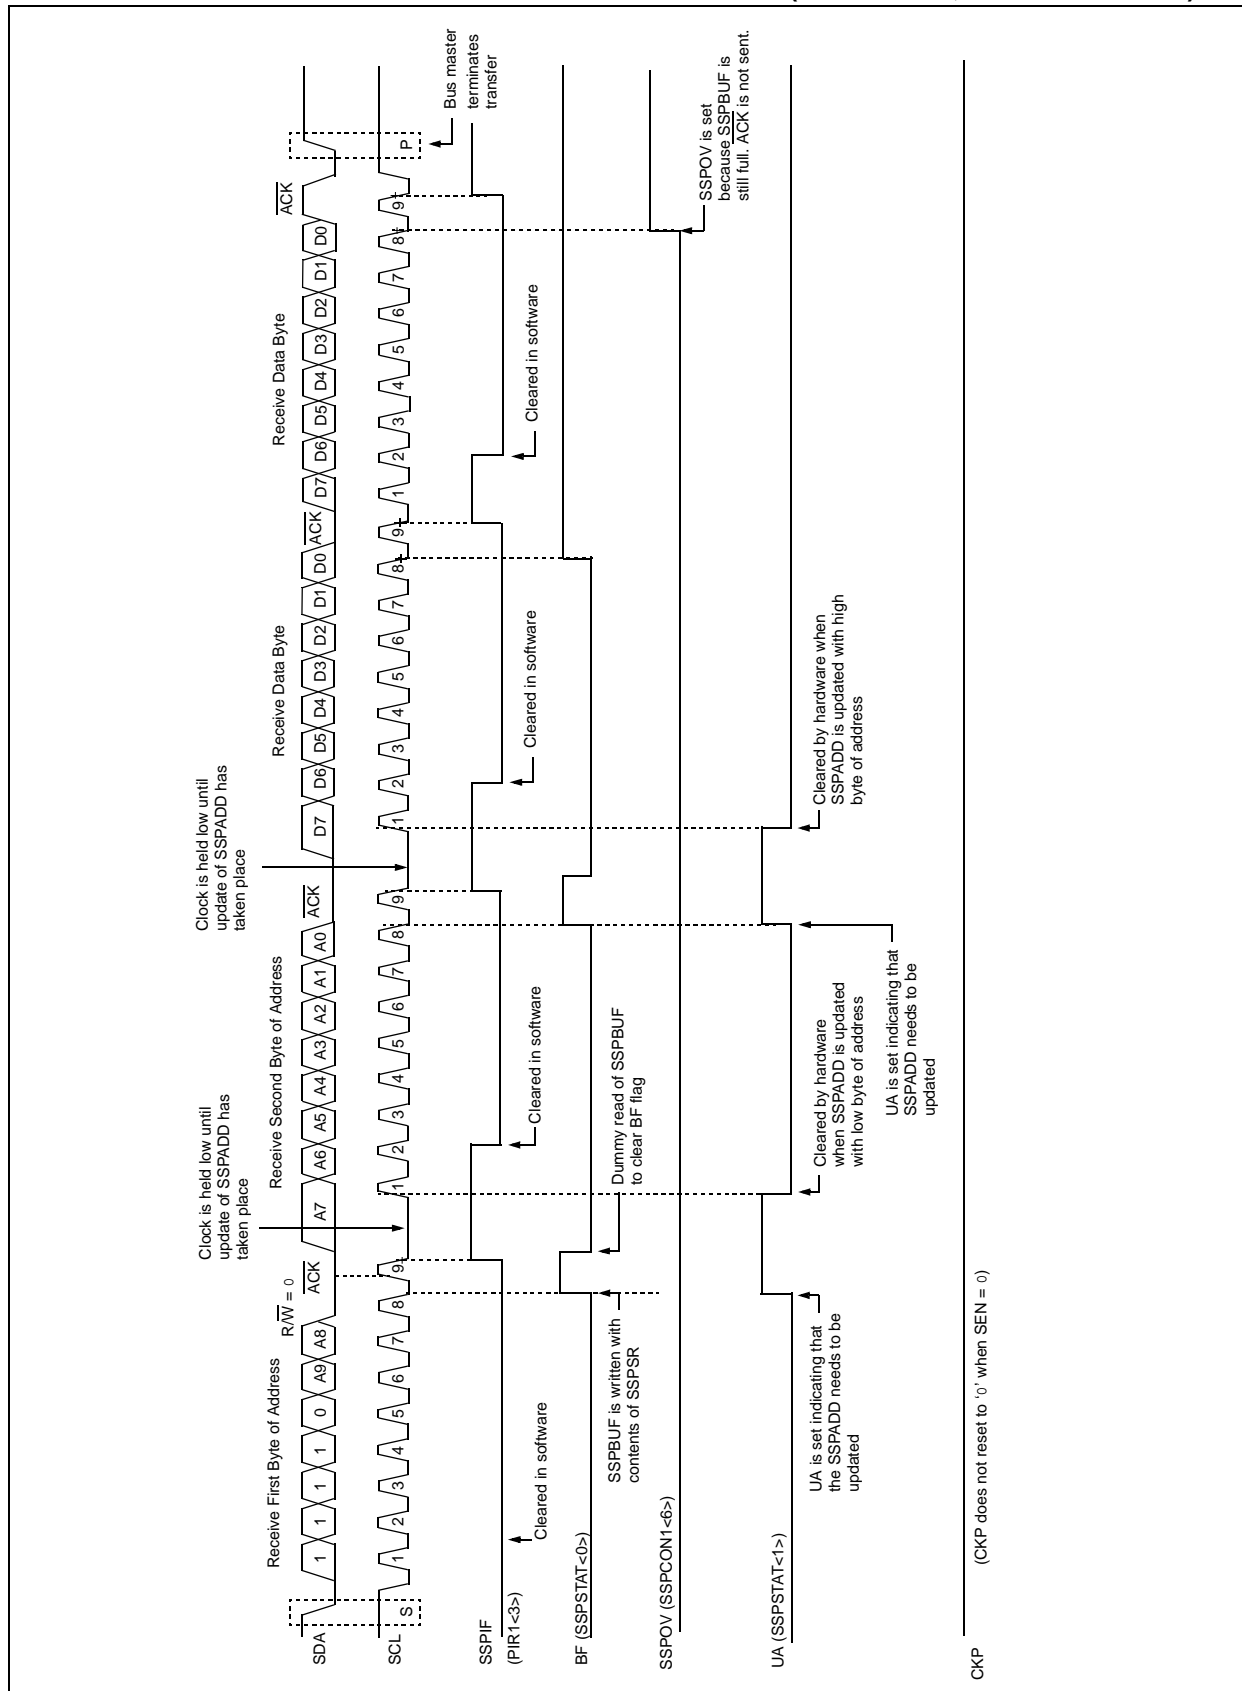 Receive First Byte of Address
R/W = 0
ACK
Clock is held low until
update of SSPADD has
taken place
Receive Second Byte of Address
ACK
Clock is held low until
update of SSPADD has
taken place
Receive Data Byte
ACK
Receive Data Byte
ACK
SDA
1 1 1 1 0 A9 A8
A7 A6 A5 A4 A3 A2 A1 A0
D7 D6 D5 D4 D3 D2 D1 D0
D7 D6 D5 D4 D3 D2 D1 D0
SCL
S
1 2 3 4 5 6 7 8 9
1 2 3 4 5 6 7 8 9
1 2 3 4 5 6 7 8 9
1 2 3 4 5 6 7 8 9
P
Bus master
terminates
transfer
SSPIF
(PIR1<3>)
Cleared in software
Cleared in software
Cleared in software
Cleared in software
BF (SSPSTAT<0>)
SSPBUF is written with
contents of SSPSR
Dummy read of SSPBUF
to clear BF flag
SSPOV (SSPCON1<6>)
SSPOV is set
because SSPBUF is
still full. ACK is not sent.
UA (SSPSTAT<1>)
UA is set indicating that
the SSPADD needs to be
updated
Cleared by hardware
when SSPADD is updated
with low byte of address
UA is set indicating that
SSPADD needs to be
updated
Cleared by hardware when
SSPADD is updated with high
byte of address
CKP
(CKP does not reset to ‘0’ when SEN = 0)